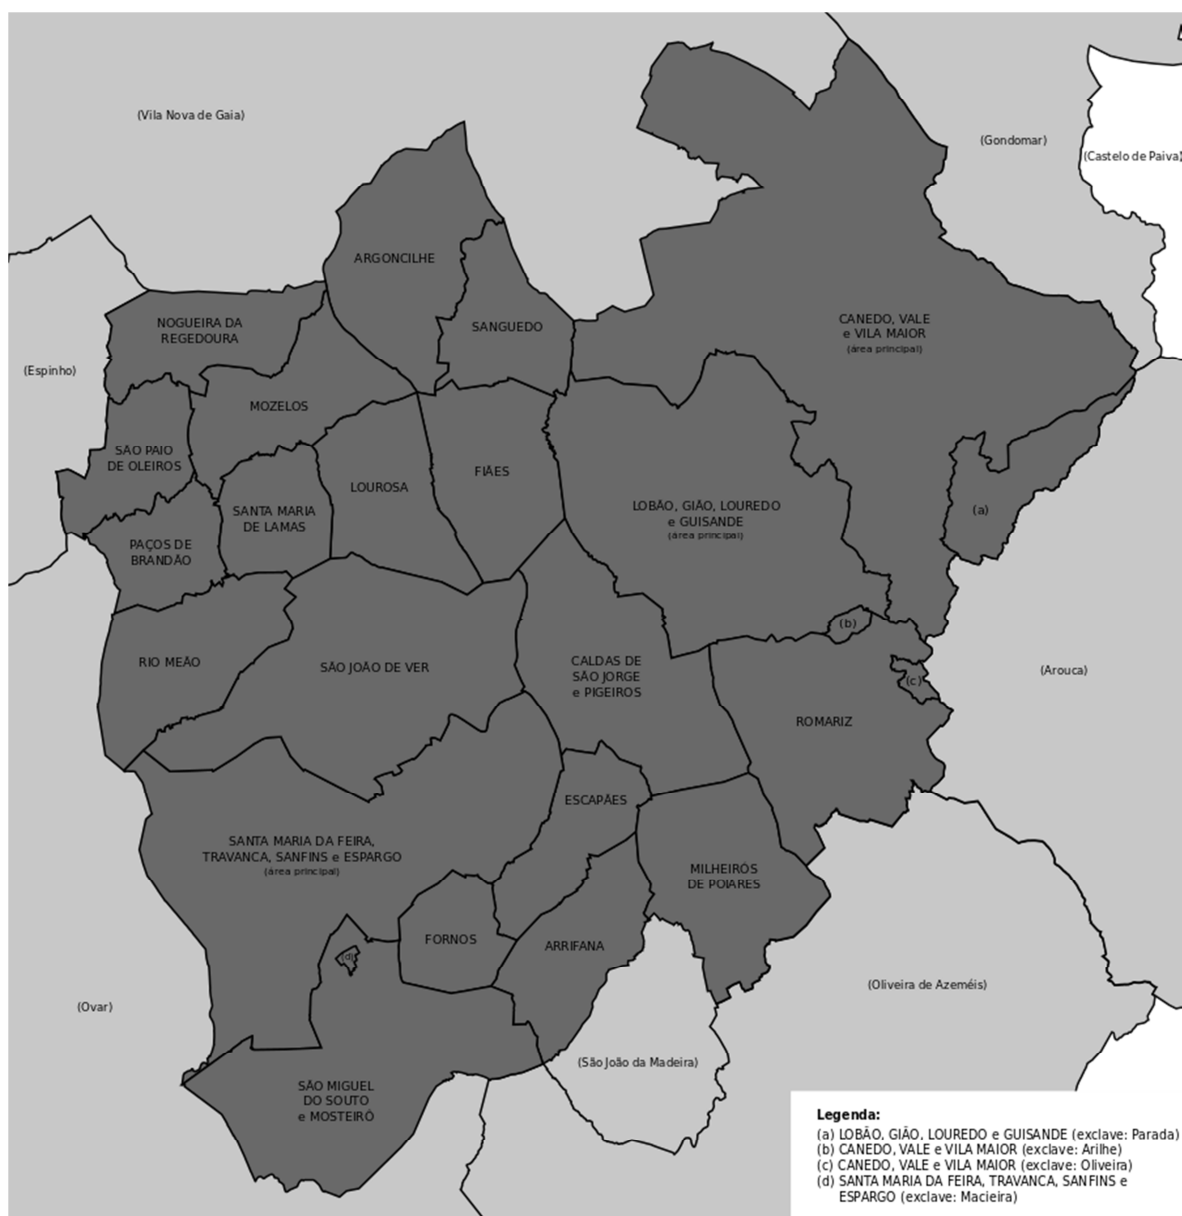 (Vila Nova de Gaia)
(Gondomar)
(Castelo de Paiva)
ARGONCILHE
NOGUEIRA DA
REGEDOURA
SANGUEDO
CANEDO, VALE
e VILA MAIOR
(área principal)
(Espinho)
MOZELOS
SÃO PAIO
DE OLEIROS
LOUROSA
FIÃES
SANTA MARIA
DE LAMAS
LOBÃO, GIÃO, LOUREDO
e GUISANDE
(área principal)
(a)
PAÇOS DE
BRANDÃO
(b)
RIO MEÃO
SÃO JOÃO DE VER
CALDAS DE
SÃO JORGE
e PIGEIROS
(c)
(Arouca)
ROMARIZ
ESCAPÃES
SANTA MARIA DA FEIRA,
TRAVANCA, SANFINS e ESPARGO
(área principal)
MILHEIRÓS
DE POIARES
FORNOS
ARRIFANA
(d)
(Oliveira de Azeméis)
(Ovar)
(São João da Madeira)
SÃO MIGUEL
DO SOUTO
e MOSTEIRÔ
Legenda:
(a) LOBÃO, GIÃO, LOUREDO e GUISANDE (exclave: Parada)
(b) CANEDO, VALE e VILA MAIOR (exclave: Arilhe)
(c) CANEDO, VALE e VILA MAIOR (exclave: Oliveira)
(d) SANTA MARIA DA FEIRA, TRAVANCA, SANFINS e
ESPARGO (exclave: Macieira)